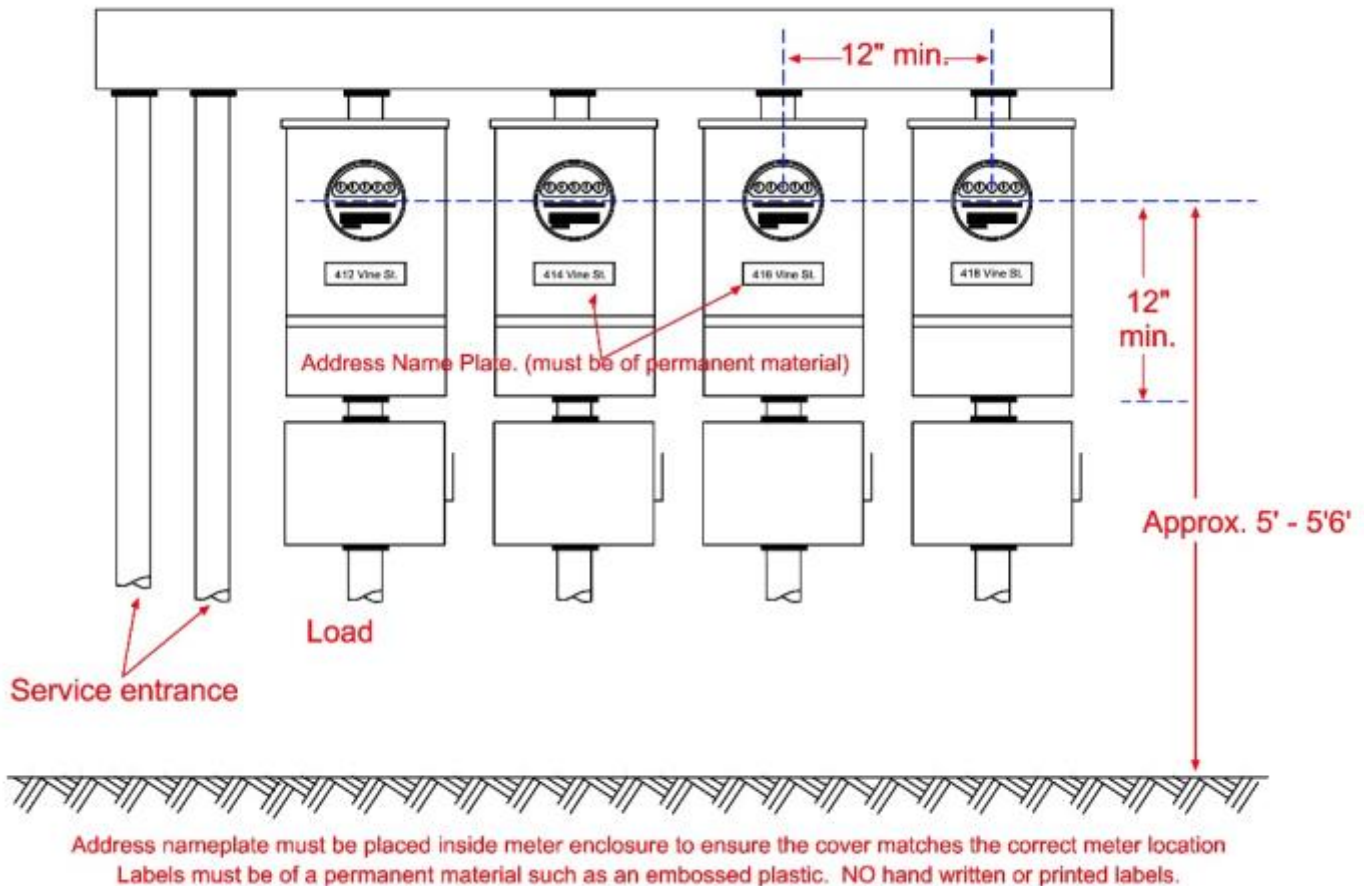 12" min.
412 Vine St.
414 Vine St.
416 Vine St.
418 Vine St.
12"
min.
Address Name Plate. (must be of permanent material)
Approx. 5' - 5'6'
Load
Service entrance
Address nameplate must be placed inside meter enclosure to ensure the cover matches the correct meter location
Labels must be of a permanent material such as an embossed plastic. NO hand written or printed labels.